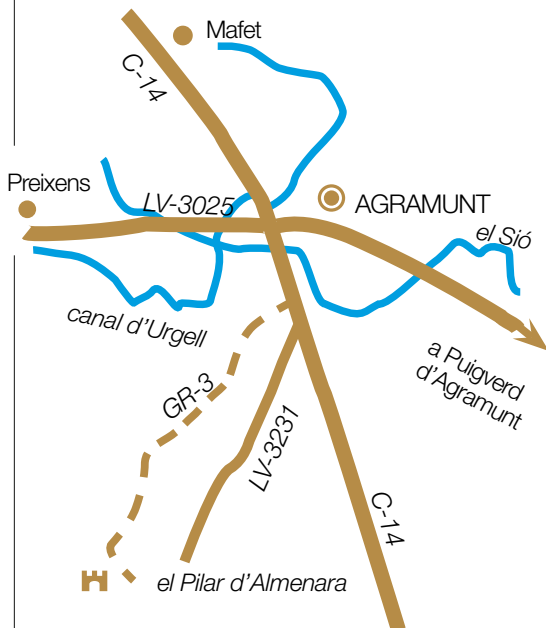 Mafet
C-14
Preixens
LV-3025
AGRAMUNT
el Sió
canal d'Urgell
a Puigverd
d'Agramunt
GR-3
LV-3231
C-14
el Pilar d'Almenara